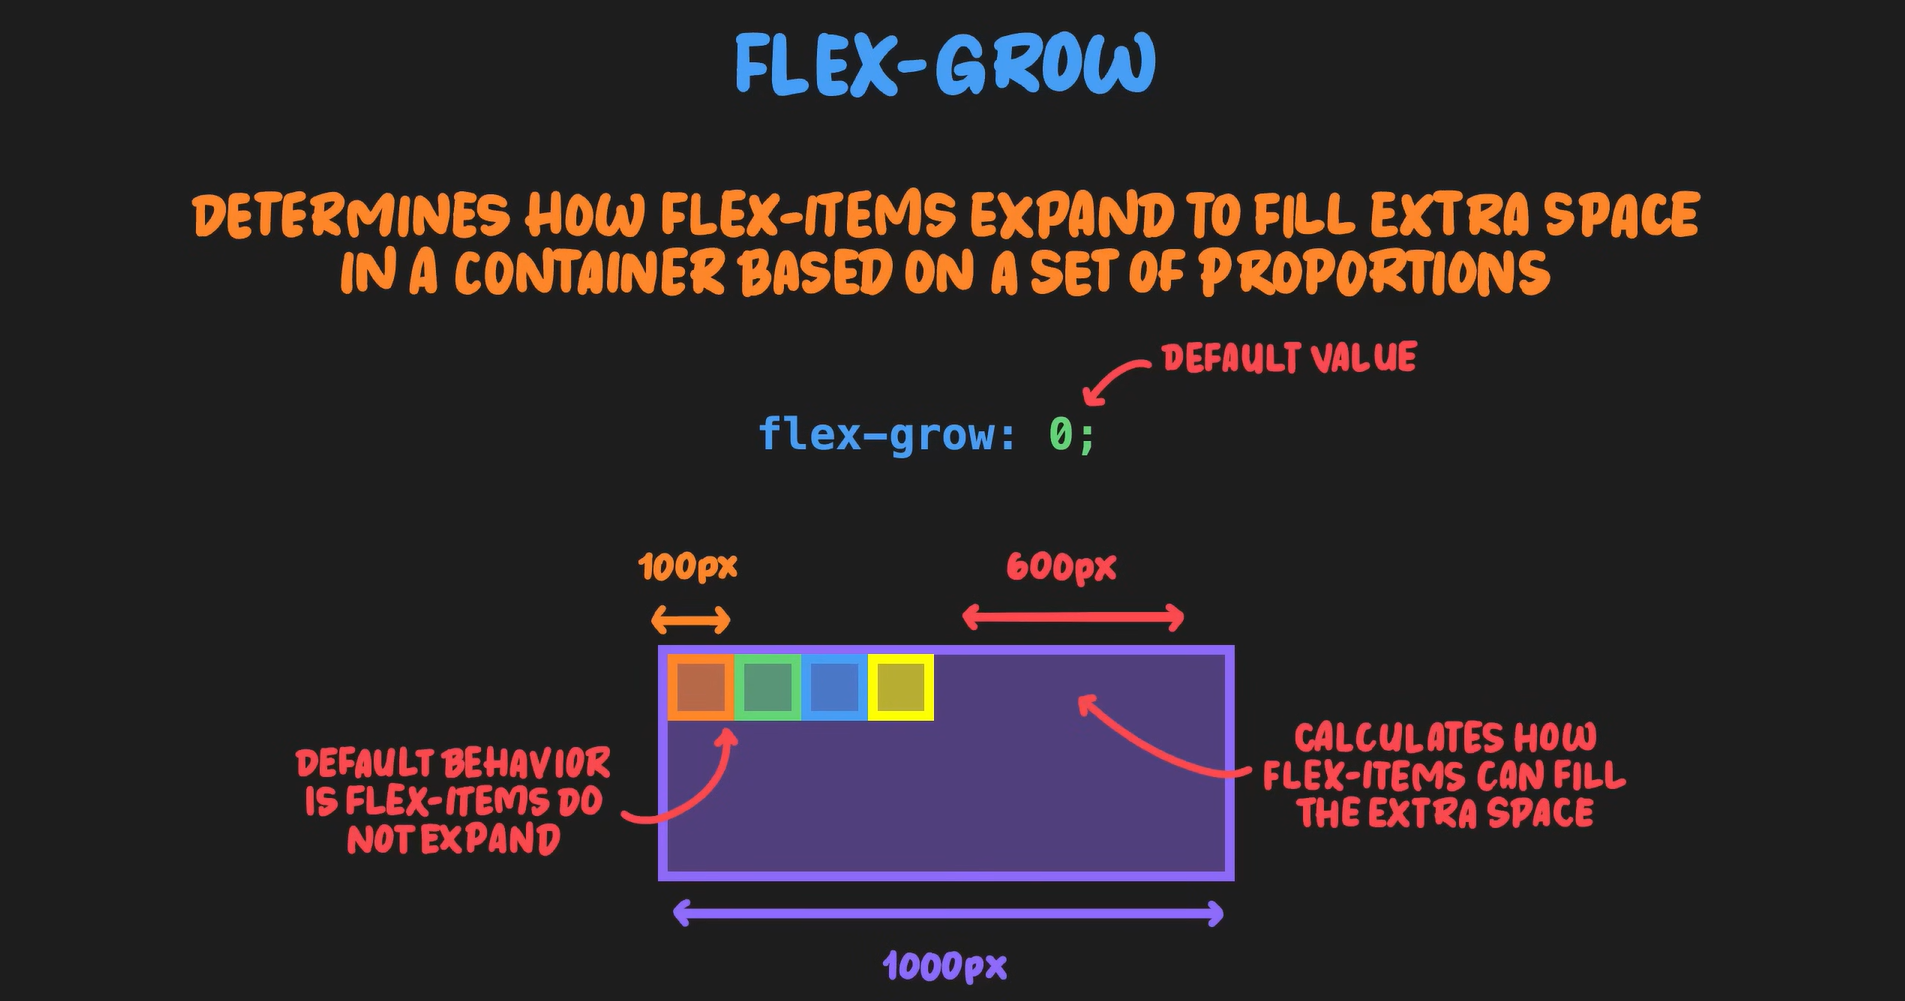 FLEX-GROW
DETERMINES HOW FLEX-ITEMS EXPAND TO FILL EXTRA SPACE
IN A CONTAINER BASED ON A SET OF PROPORTIONS
DEFAULT VALUE
flex-grow: 0;
100px
600px
DEFAULT BEHAVIOR
IS FLEX-ITEMS DO
NOT EXPAND
CALCULATES HOW
FLEX-ITEMS CAN FILL
THE EXTRA SPACE
1000px